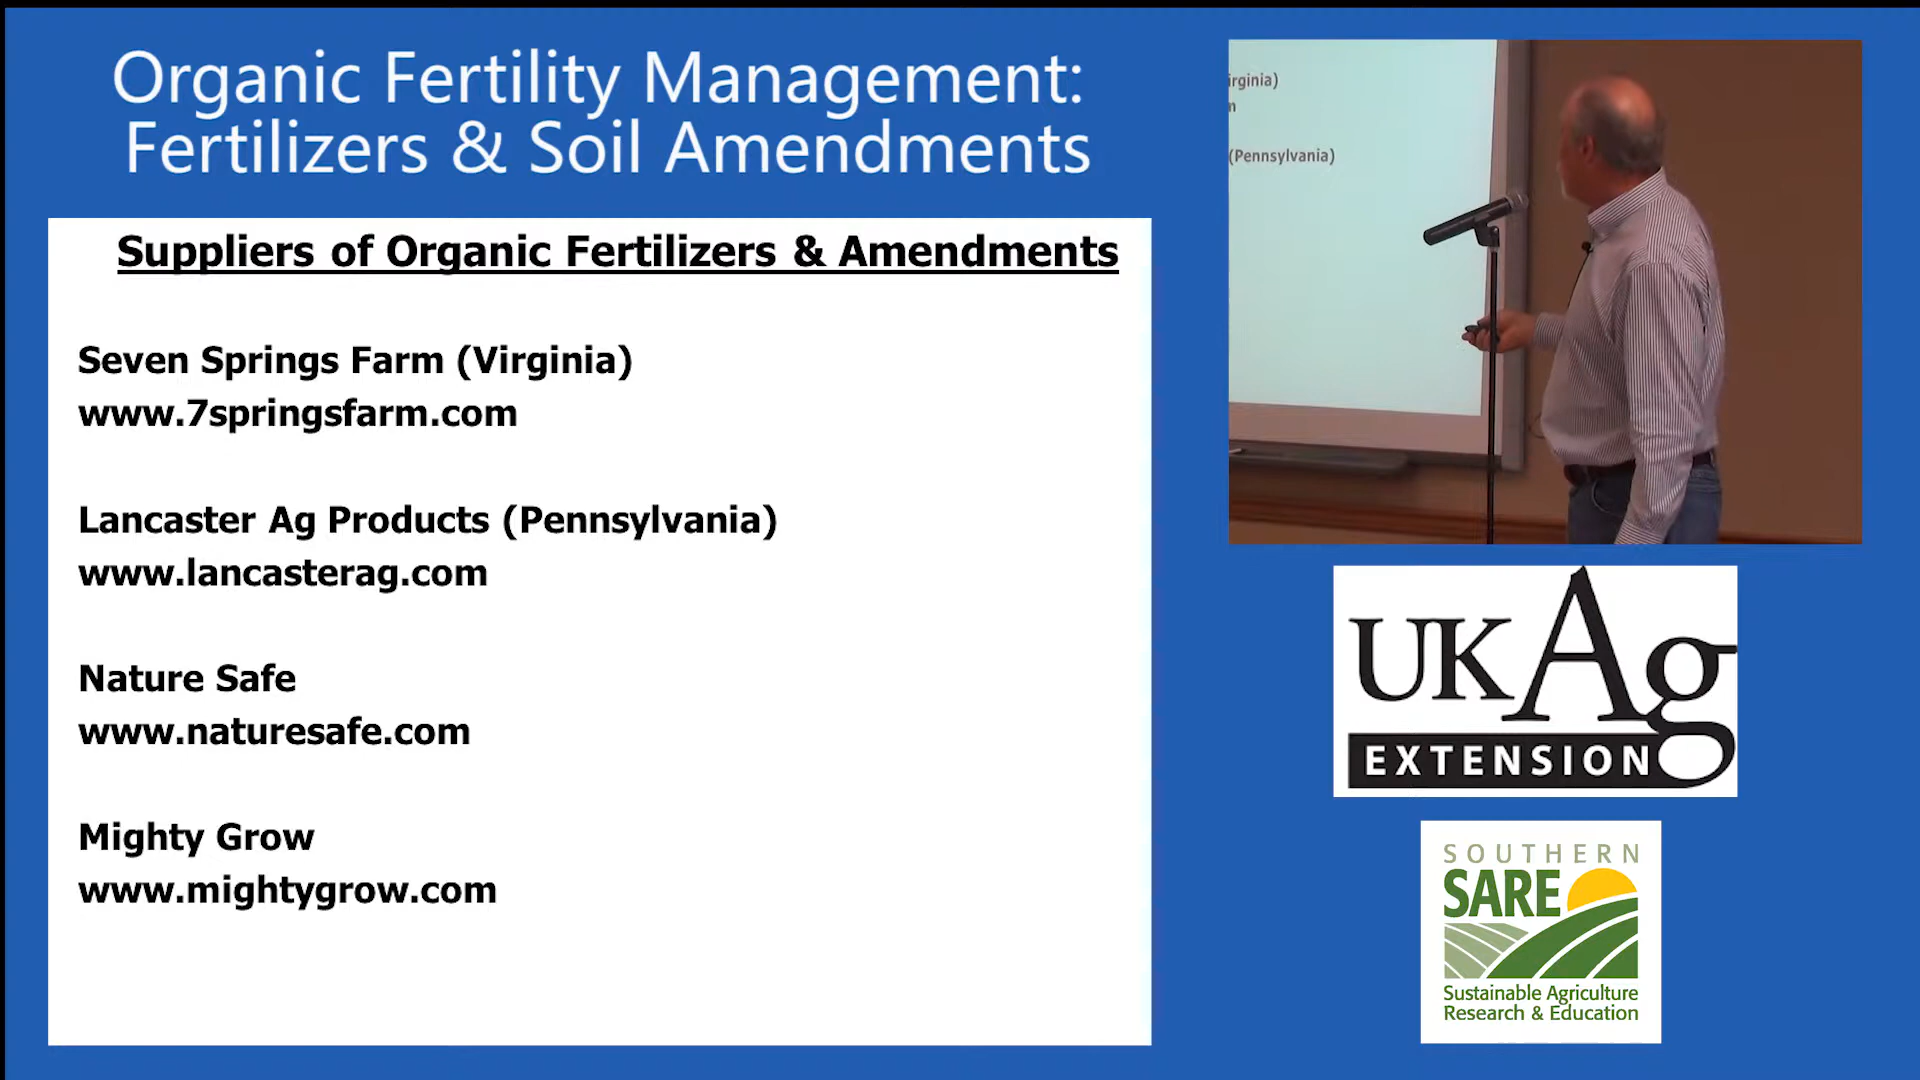 Organic Fertility Management:
Fertilizers & Soil Amendments
Suppliers of Organic Fertilizers & Amendments
Seven Springs Farm (Virginia)
www.7springsfarm.com
Lancaster Ag Products (Pennsylvania)
www.lancasterag.com
Nature Safe
www.naturesafe.com
Mighty Grow
www.mightygrow.com
irginia)
m
(Pennsylvania)
UKAg
EXTENSION
SOUTHERN
SARE
Sustainable Agriculture
Research & Education